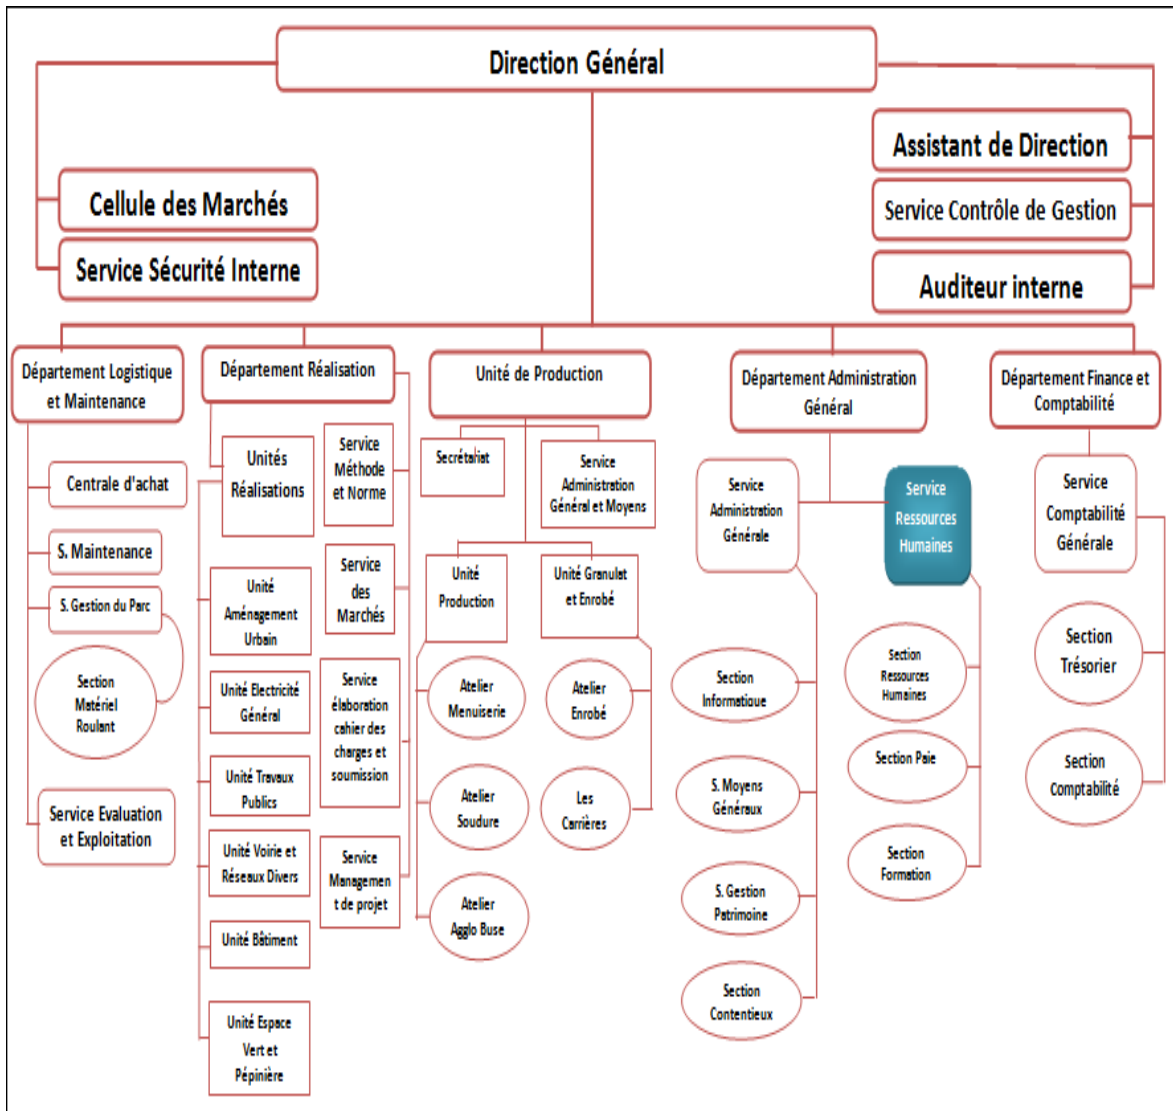 Direction Général
Assistant de Direction
Cellule des Marchés
Service Contrôle de Gestion
Service Sécurité Interne
Auditeur interne
Département Logistique
et Maintenance
Centrale d'achat
S. Maintenance
S. Gestion du Parc
Section
Matériel
Roulant
Service Evaluation
et Exploitation
Département Réalisation
Unités
Réalisations
Unité
Aménagement
Urbain
Unité Electricité
Général
Unité Travaux
Publics
Unité Voirie et
Réseaux Divers
Unité Bâtiment
Unité Espace
Vert et
Pépinière
Service
Méthode
et Norme
Service
des
Marchés
Service
élaboration
cahier des
charges et
soumission
Service
Managemen
t de projet
Unité de Production
Secrétariat
Service
Administration
Général et Moyens
Unité
Production
Atelier
Menuiserie
Atelier
Soudure
Atelier
Agglo Buse
Unité Granulat
et Enrobé
Atelier
Enrobé
Les
Carrières
Département Administration
Général
Service
Administration
Générale
Section
Informatique
S. Moyens
Généraux
S. Gestion
Patrimoine
Section
Contentieux
Service
Ressources
Humaines
Section
Ressources
Humaines
Section Paie
Section
Formation
Département Finance et
Comptabilité
Service
Comptabilité
Générale
Section
Trésorier
Section
Comptabilité